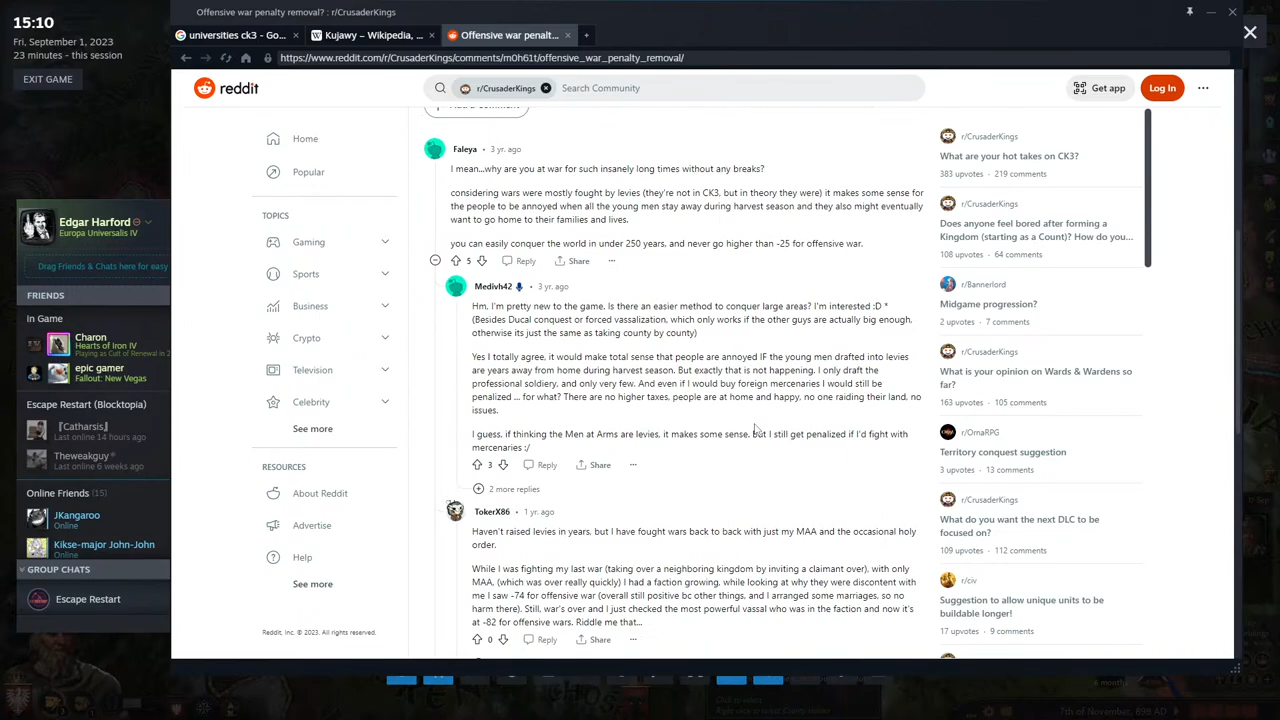 15:10
Fri, September 1, 2023
23 minutes - this session
EXIT GAME
Offensive war penalty removal? : r/CrusaderKings
universities ck3 - Go...
Kujawy – Wikipedia, ...
Offensive war penalt...
https://www.reddit.com/r/CrusaderKings/comments/m0h61t/offensive_war_penalty_removal/
reddit
r/CrusaderKings
Search Community
Get app
Log In
Home
Popular
TOPICS
Gaming
Sports
Business
Crypto
Television
Celebrity
See more
RESOURCES
About Reddit
Advertise
Help
See more
Reddit, Inc. © 2023. All rights reserved.
Edgar Harford
Europa Universalis IV
Drag Friends & Chats here for easy
FRIENDS
In Game
Charon
Hearts of Iron IV
Playing as Cult of Renewal in 2
epic gamer
Fallout: New Vegas
Escape Restart (Blocktopia)
『Catharsis』
Last online 14 hours ago
Theweakguy*
Last online 6 weeks ago
Online Friends (15)
JKangaroo
Online
Kikse-major John-John
Online
GROUP CHATS
Escape Restart
Add a Comment
Faleya • 3 yr. ago
I mean...why are you at war for such insanely long times without any breaks?
considering wars were mostly fought by levies (they're not in CK3, but in theory they were) it makes some sense for
the people to be annoyed when all the young men stay away during harvest season and they also might eventually
want to go home to their families and lives.
you can easily conquer the world in under 250 years, and never go higher than -25 for offensive war.
5 Reply Share ...
Medivh42 • 3 yr. ago
Hm. I'm pretty new to the game. Is there an easier method to conquer large areas? I'm interested :D *
(Besides Ducal conquest or forced vassalization, which only works if the other guys are actually big enough,
otherwise its just the same as taking county by county)
Yes I totally agree, it would make total sense that people are annoyed IF the young men drafted into levies
are years away from home during harvest season. But exactly that is not happening. I only draft the
professional soldiery, and only very few. And even if I would buy foreign mercenaries I would still be
penalized ... for what? There are no higher taxes, people are at home and happy, no one raiding their land, no
issues.
I guess, if thinking the Men at Arms are levies, it makes some sense. But I still get penalized if I'd fight with
mercenaries :/
3 Reply Share ...
2 more replies
TokerX86 • 1 yr. ago
Haven't raised levies in years, but I have fought wars back to back with just my MAA and the occasional holy
order.
While I was fighting my last war (taking over a neighboring kingdom by inviting a claimant over), with only
MAA, (which was over really quickly) I had a faction growing, while looking at why they were discontent with
me I saw -74 for offensive war (overall still positive bc other things, and I arranged some marriages, so no
harm there). Still, war's over and I just checked the most powerful vassal who was in the faction and now it's
at -82 for offensive wars. Riddle me that...
0 Reply Share ...
r/CrusaderKings
What are your hot takes on CK3?
383 upvotes · 219 comments
r/CrusaderKings
Does anyone feel bored after forming a
Kingdom (starting as a Count)? How do you...
108 upvotes · 64 comments
r/Bannerlord
Midgame progression?
2 upvotes · 7 comments
r/CrusaderKings
What is your opinion on Wards & Wardens so
far?
163 upvotes · 105 comments
r/OrnaRPG
Territory conquest suggestion
3 upvotes · 13 comments
r/CrusaderKings
What do you want the next DLC to be
focused on?
109 upvotes · 112 comments
r/civ
Suggestion to allow unique units to be
buildable longer!
17 upvotes · 9 comments
6 months
7th of November, 839 AD